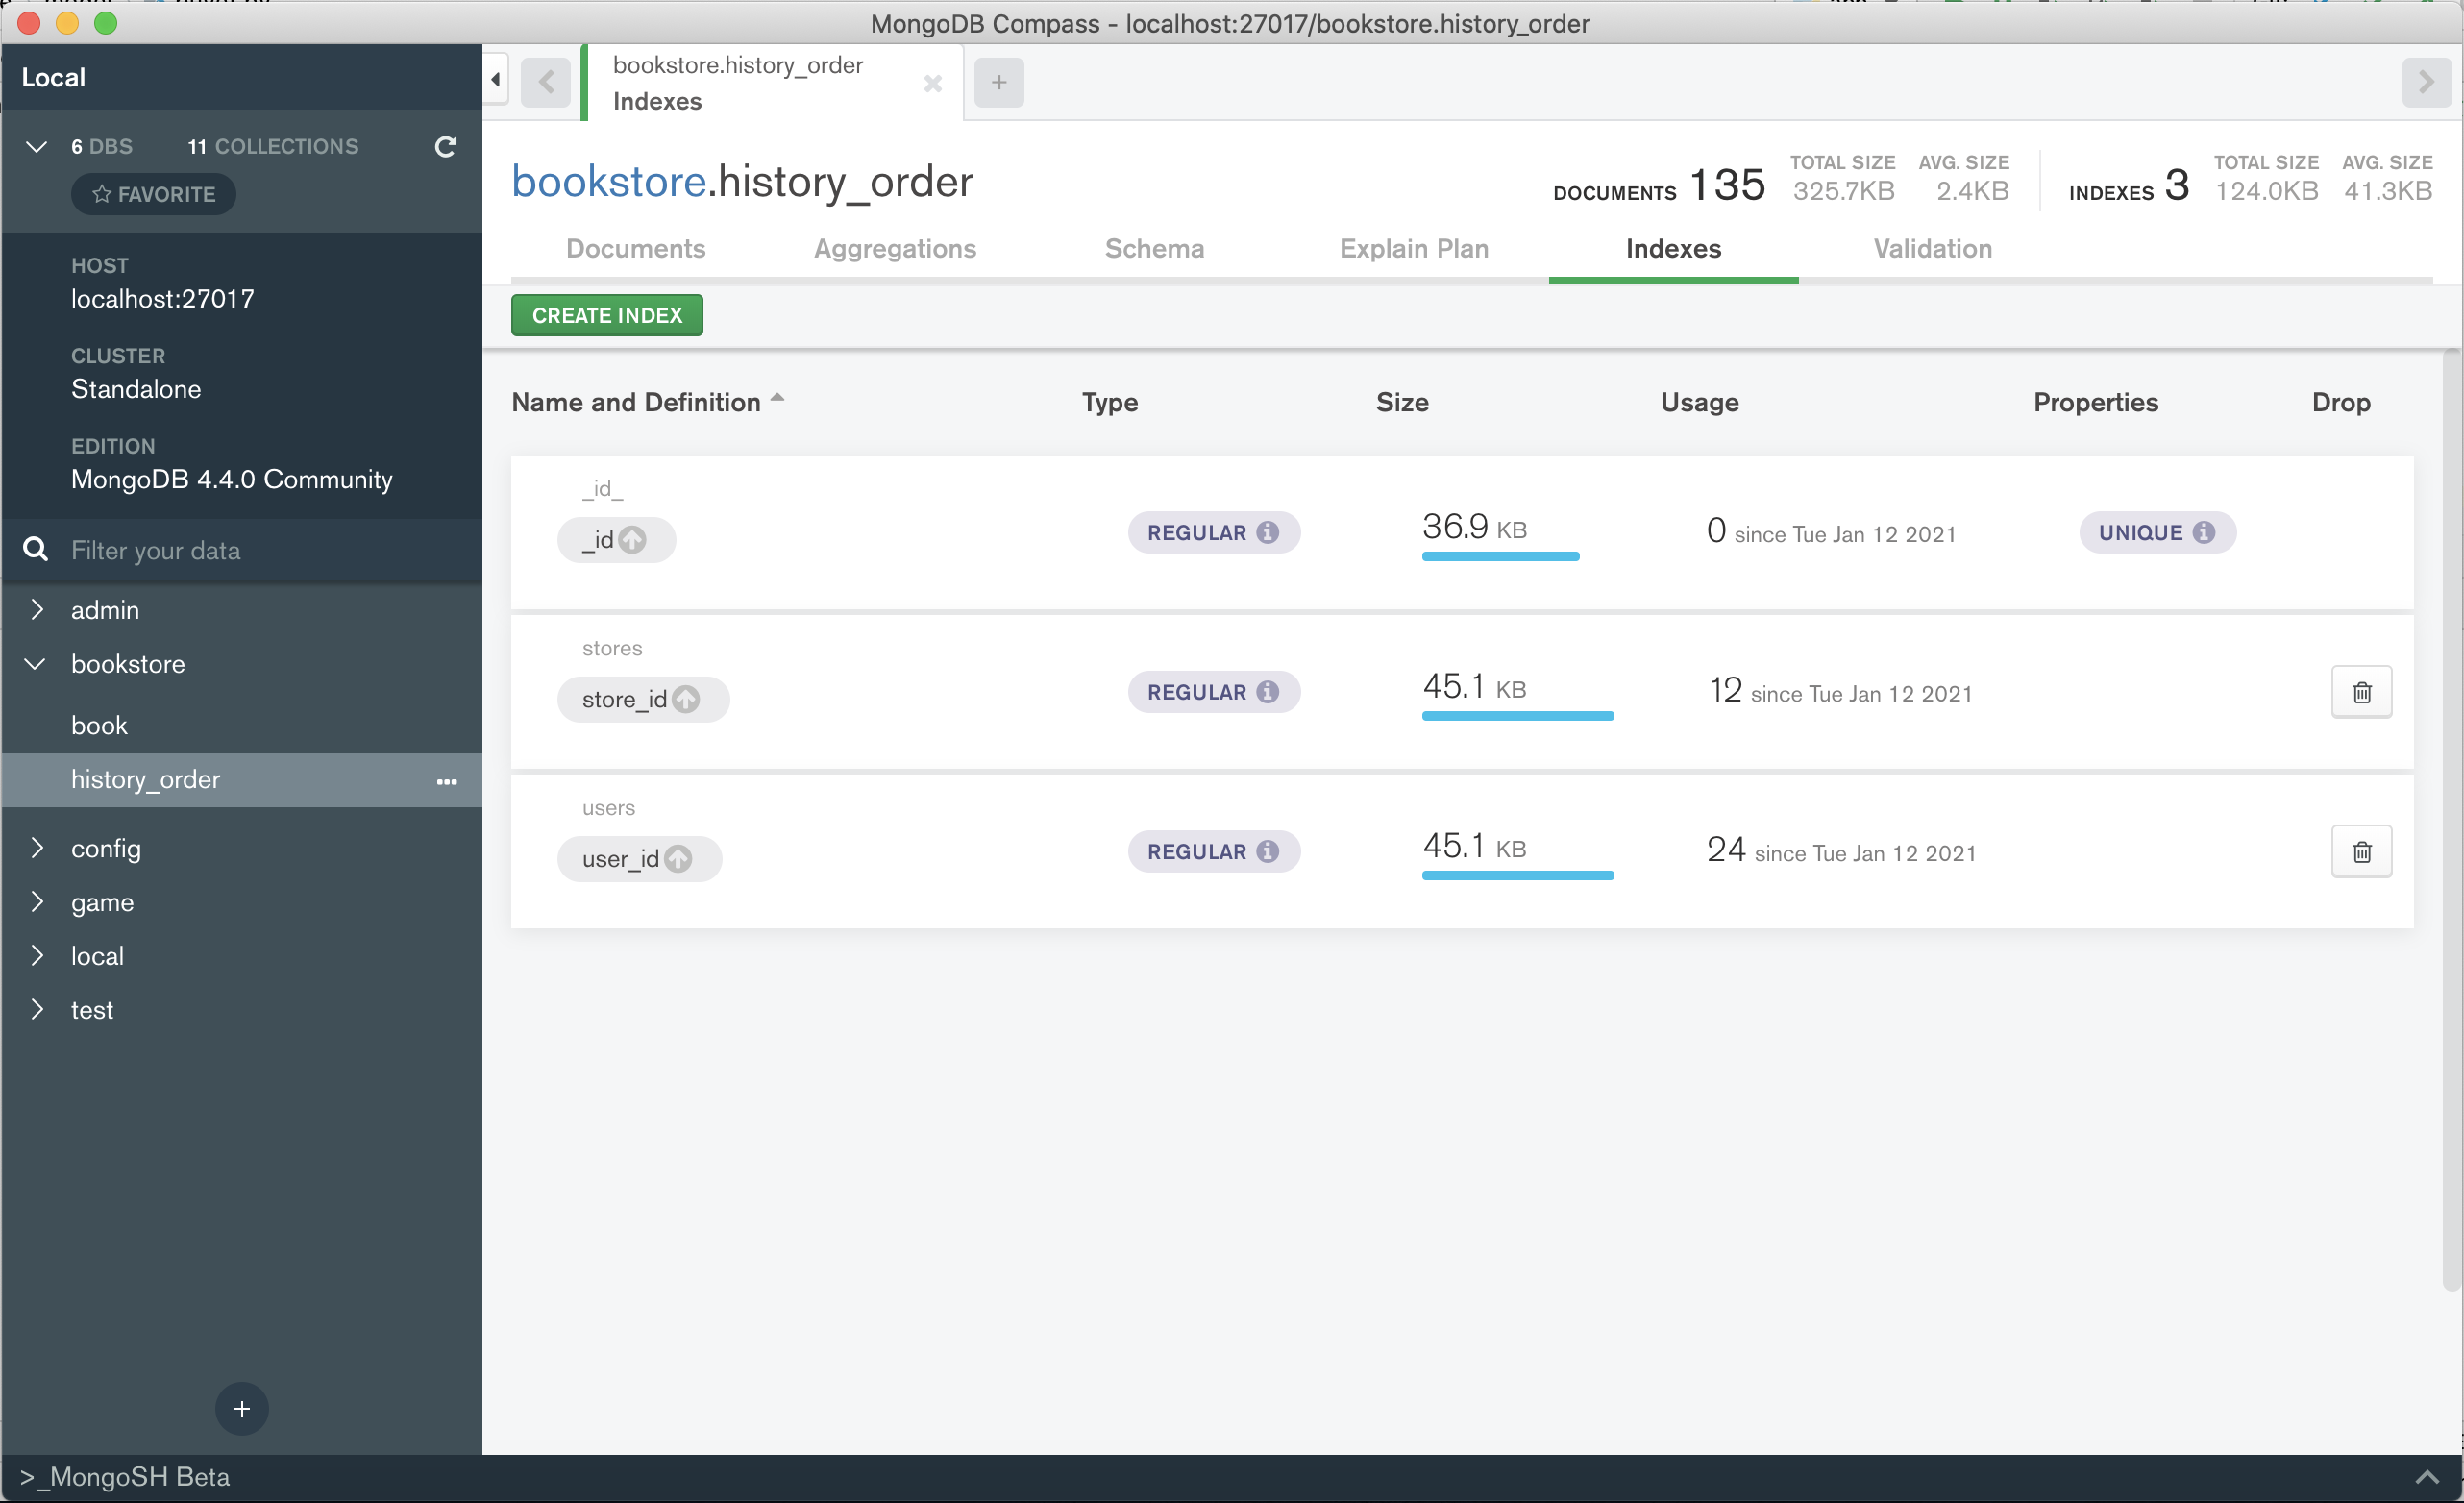 MongoDB Compass - localhost:27017/bookstore.history_order
Local
6 DBS 11 COLLECTIONS
FAVORITE
HOST
localhost:27017
CLUSTER
Standalone
EDITION
MongoDB 4.4.0 Community
Filter your data
admin
bookstore
book
history_order
config
game
local
test
+
bookstore.history_order
Indexes
+
bookstore.history_order
DOCUMENTS 135
TOTAL SIZE
325.7KB
AVG. SIZE
2.4KB
INDEXES 3
TOTAL SIZE
124.0KB
AVG. SIZE
41.3KB
Documents Aggregations Schema Explain Plan Indexes Validation
CREATE INDEX
Name and Definition Type Size Usage Properties Drop
_id_
_id REGULAR 36.9 KB 0 since Tue Jan 12 2021 UNIQUE
stores
store_id REGULAR 45.1 KB 12 since Tue Jan 12 2021
users
user_id REGULAR 45.1 KB 24 since Tue Jan 12 2021
>_MongoSH Beta